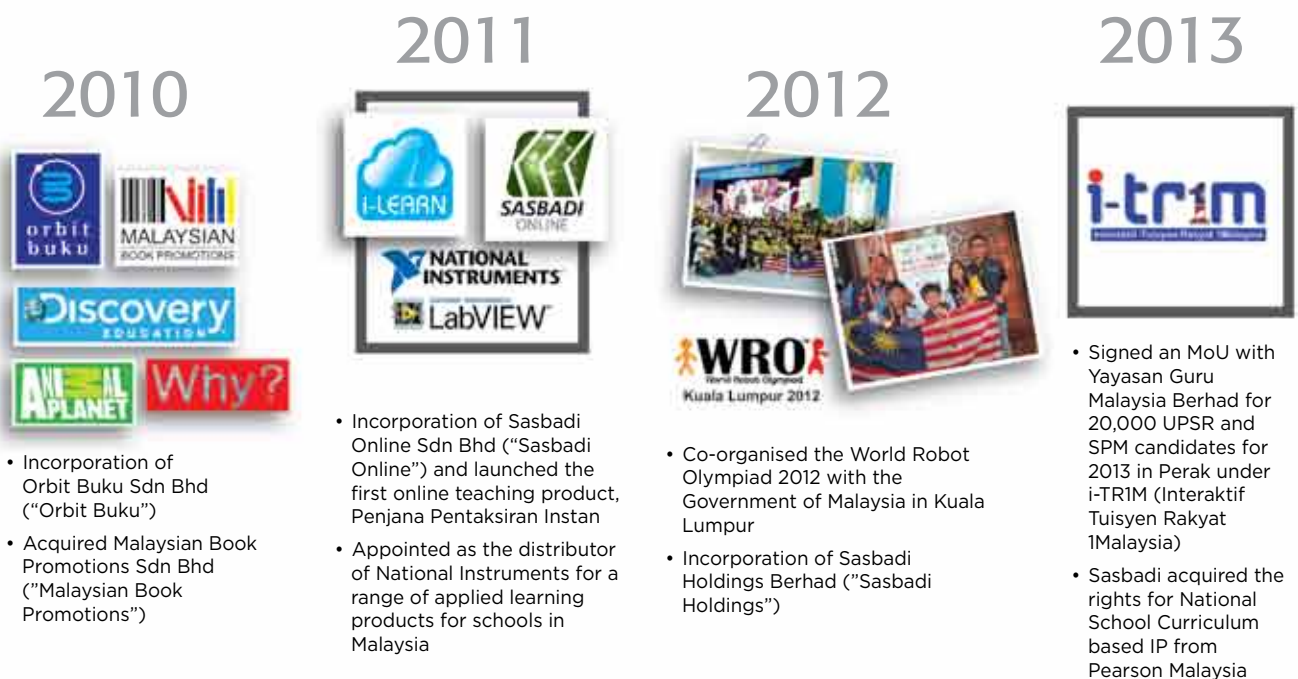 2010
orbit
buku
MALAYSIAN
BOOK PROMOTIONS
Discovery
EDUCATION
ANIMAL
PLANET
Why?
• Incorporation of
Orbit Buku Sdn Bhd
(“Orbit Buku”)
• Acquired Malaysian Book
Promotions Sdn Bhd
(”Malaysian Book
Promotions”)
2011
i-LEARN
SASBADI
ONLINE
NATIONAL
INSTRUMENTS
LabVIEW
• Incorporation of Sasbadi
Online Sdn Bhd (“Sasbadi
Online”) and launched the
first online teaching product,
Penjana Pentaksiran Instan
• Appointed as the distributor
of National Instruments for a
range of applied learning
products for schools in
Malaysia
2012
WRO
World Robot Olympiad
Kuala Lumpur 2012
• Co-organised the World Robot
Olympiad 2012 with the
Government of Malaysia in Kuala
Lumpur
• Incorporation of Sasbadi
Holdings Berhad (”Sasbadi
Holdings”)
2013
i-tr1m
Interaktif Tuisyen Rakyat 1Malaysia
• Signed an MoU with
Yayasan Guru
Malaysia Berhad for
20,000 UPSR and
SPM candidates for
2013 in Perak under
i-TR1M (Interaktif
Tuisyen Rakyat
1Malaysia)
• Sasbadi acquired the
rights for National
School Curriculum
based IP from
Pearson Malaysia